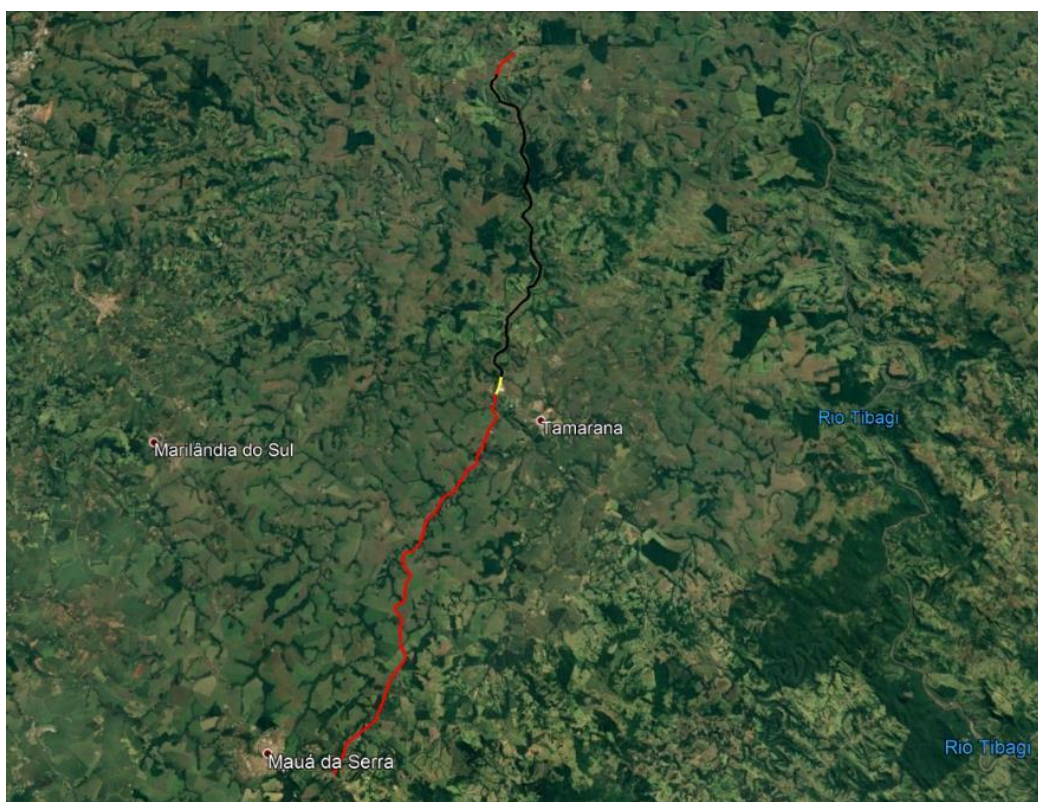 Rio Tibagi
Tamarana
Marilândia do Sul
Mauá da Serra
Rio Tibagi